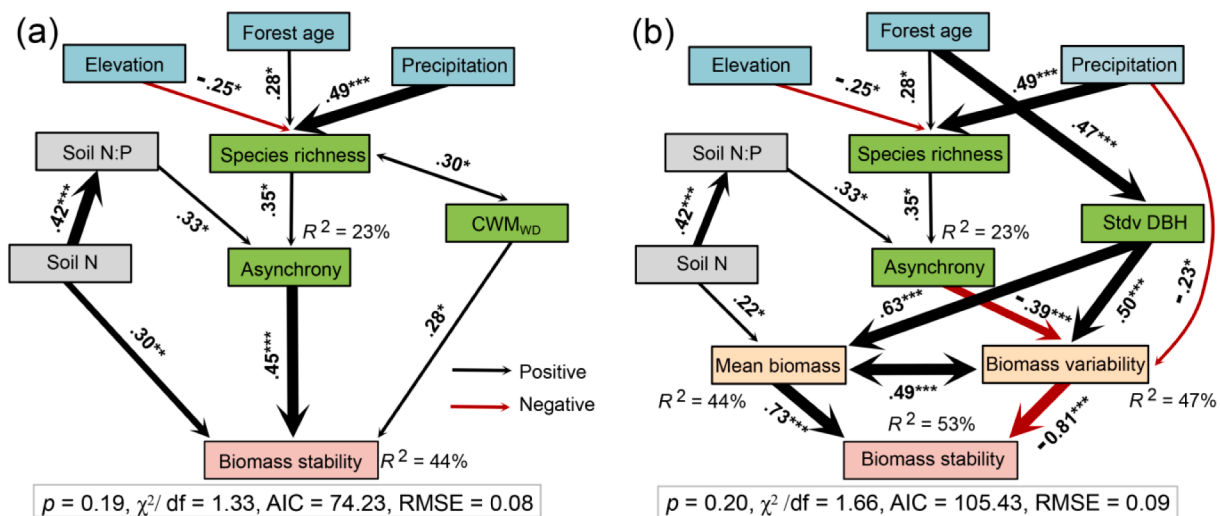 (a)
Forest age
Elevation
Precipitation
-.25*
.28*
.49***
Soil N:P
Species richness
.30*
.42***
.33*
.35*
R² = 23%
CWM_WD
Soil N
Asynchrony
.30**
.45***
.28*
Positive
Negative
Biomass stability
R² = 44%
p = 0.19, χ²/ df = 1.33, AIC = 74.23, RMSE = 0.08
(b)
Forest age
Elevation
Precipitation
-.25*
.28*
.49***
.47***
Soil N:P
Species richness
.42***
.33*
.35*
R² = 23%
Stdv DBH
Soil N
Asynchrony
-.23*
.22*
.63***
-.39***
.50***
Mean biomass
Biomass variability
.49***
R² = 44%
R² = 47%
.73***
R² = 53%
-0.81***
Biomass stability
p = 0.20, χ² /df = 1.66, AIC = 105.43, RMSE = 0.09